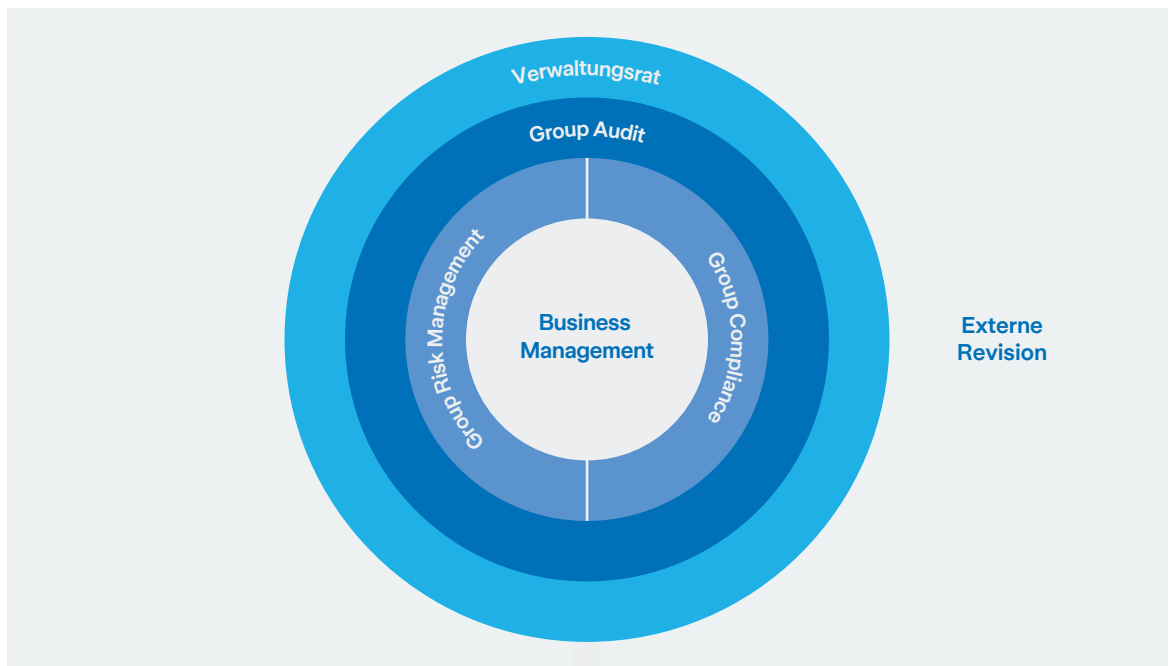 Verwaltungsrat
Group Audit
Group Risk Management
Group Compliance
Business
Management
Externe
Revision